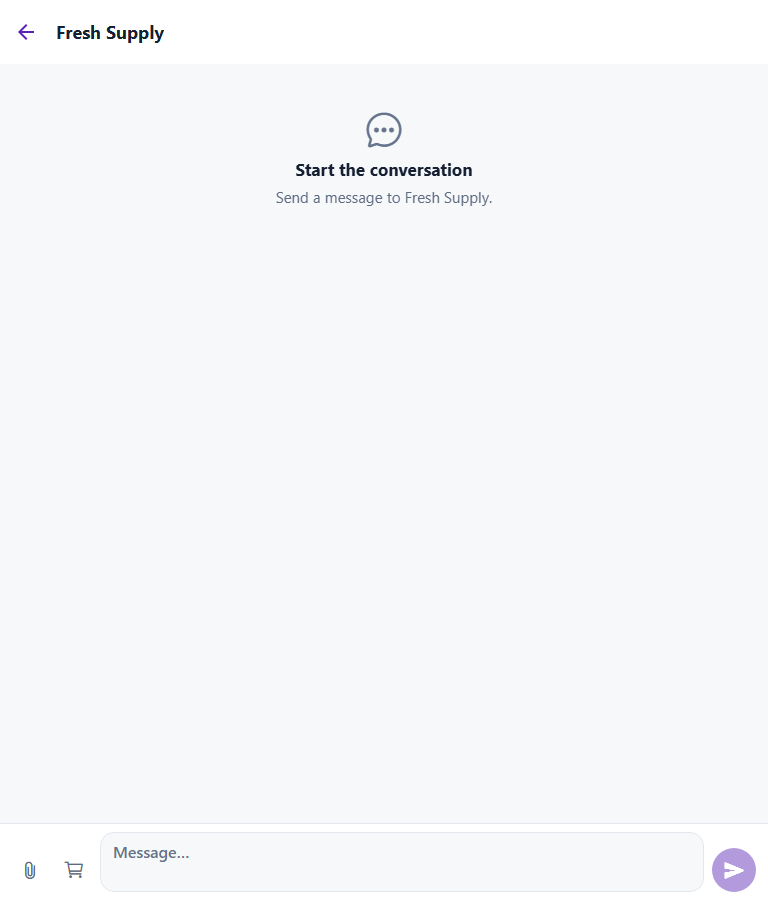 Fresh Supply
Start the conversation
Send a message to Fresh Supply.
Message...